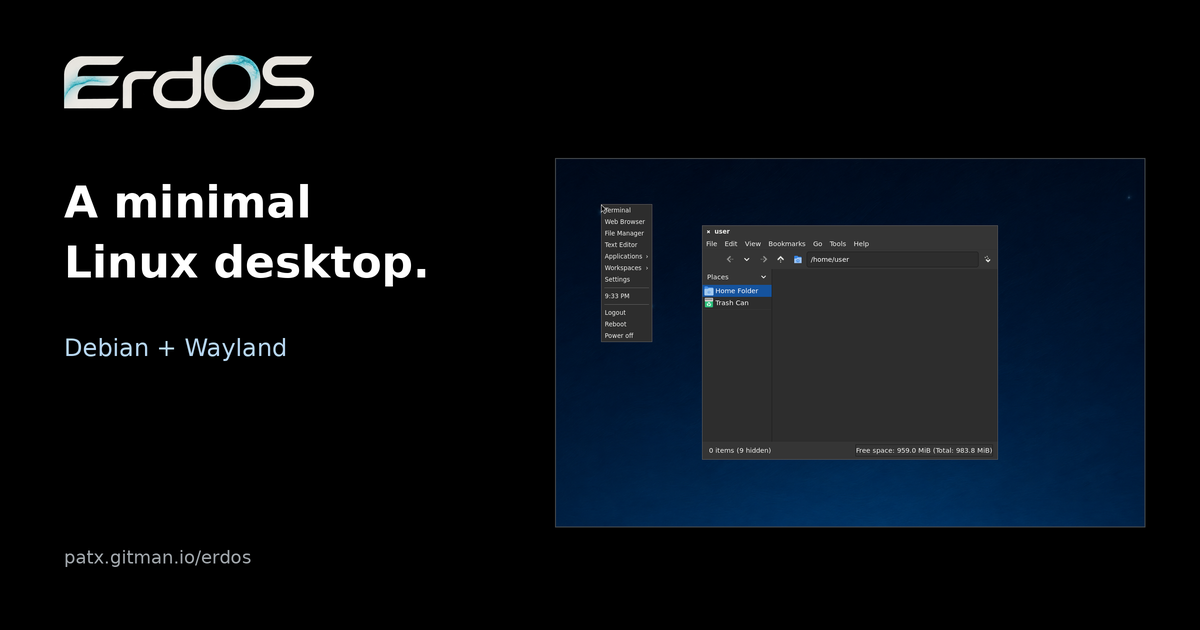 ErdOS
A minimal
Linux desktop.
Debian + Wayland
patx.gitman.io/erdos
Terminal
Web Browser
File Manager
Text Editor
Applications ›
Workspaces ›
Settings
9:33 PM
Logout
Reboot
Power off
user
File Edit View Bookmarks Go Tools Help
/home/user
Places
Home Folder
Trash Can
0 items (9 hidden) Free space: 959.0 MiB (Total: 983.8 MiB)